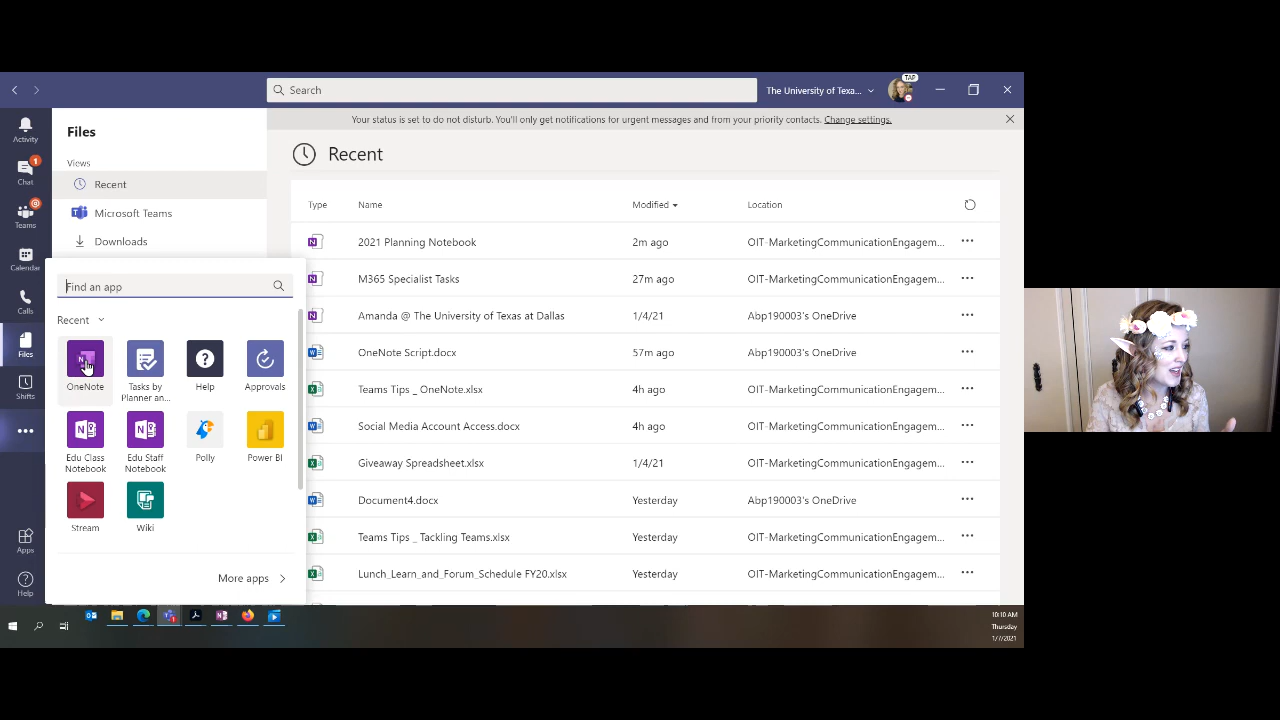 Search
The University of Texa...
TAP
Activity
Chat
1
Teams
Calendar
Calls
Files
Shifts
Apps
Help
Files
Views
Recent
Microsoft Teams
Downloads
Your status is set to do not disturb. You'll only get notifications for urgent messages and from your priority contacts. Change settings.
Recent
Type Name Modified Location
2021 Planning Notebook 2m ago OIT-MarketingCommunicationEngagem...
M365 Specialist Tasks 27m ago OIT-MarketingCommunicationEngagem...
Amanda @ The University of Texas at Dallas 1/4/21 Abp190003's OneDrive
OneNote Script.docx 57m ago Abp190003's OneDrive
Teams Tips _ OneNote.xlsx 4h ago OIT-MarketingCommunicationEngagem...
Social Media Account Access.docx 4h ago OIT-MarketingCommunicationEngagem...
Giveaway Spreadsheet.xlsx 1/4/21 OIT-MarketingCommunicationEngagem...
Document4.docx Yesterday Abp190003's OneDrive
Teams Tips _ Tackling Teams.xlsx Yesterday OIT-MarketingCommunicationEngagem...
Lunch_Learn_and_Forum_Schedule FY20.xlsx Yesterday OIT-MarketingCommunicationEngagem...
Find an app
Recent
OneNote
Tasks by
Planner an...
Help
Approvals
Edu Class
Notebook
Edu Staff
Notebook
Polly
Power BI
Stream
Wiki
More apps
10:10 AM
Thursday
1/7/2021